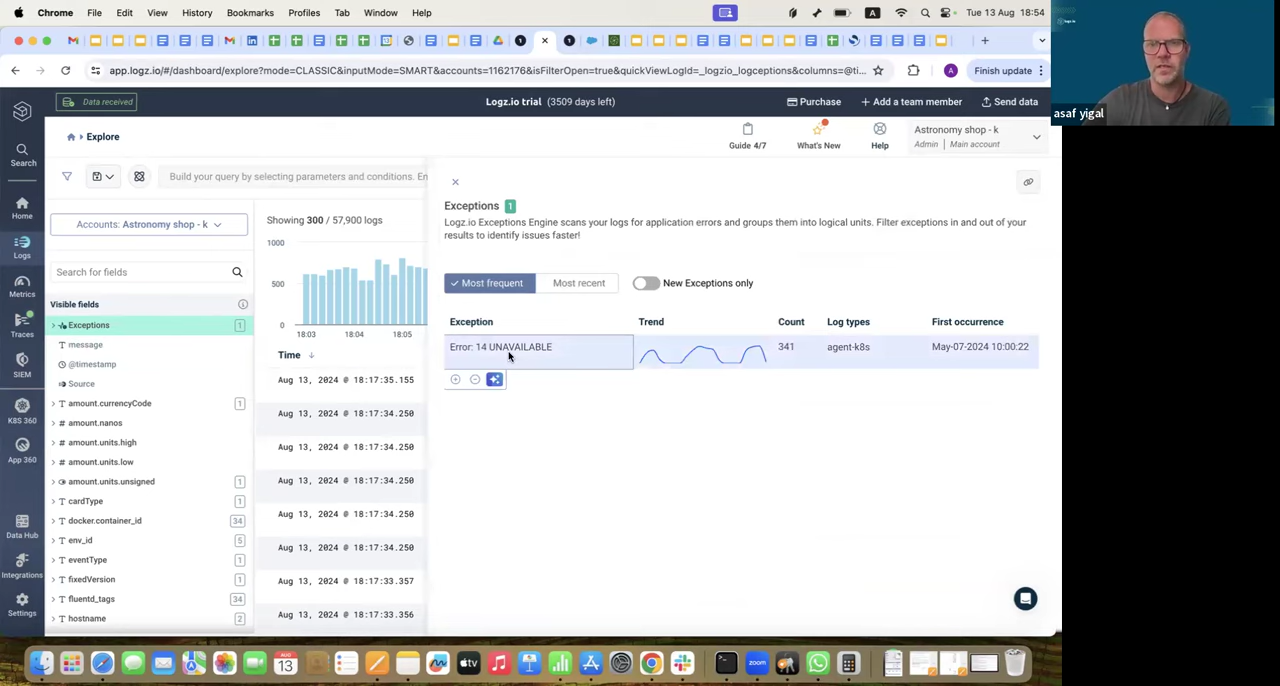 Chrome File Edit View History Bookmarks Profiles Tab Window Help
A
Tue 13 Aug 18:54
app.logz.io/#/dashboard/explore?mode=CLASSIC&inputMode=SMART&accounts=1162176&isFilterOpen=true&quickViewLogId=_logzio_logceptions&columns=@ti...
A
Finish update
asaf yigal
Data received
Logz.io trial (3509 days left)
Purchase
Add a team member
Send data
Explore
Guide 4/7
What's New
Help
Astronomy shop - k
Admin | Main account
Search
Home
Logs
Metrics
Traces
SIEM
K8S 360
App 360
Data Hub
Integrations
Settings
Build your query by selecting parameters and conditions. En
Accounts: Astronomy shop - k
Search for fields
Visible fields
Exceptions 1
message
@timestamp
Source
T amount.currencyCode 1
T amount.nanos
# amount.units.high
# amount.units.low
amount.units.unsigned 1
T cardType 1
T docker.container_id 34
T env_id 5
T eventType 1
T fixedVersion 1
T fluentd_tags 34
T hostname 2
Showing 300 / 57,900 logs
1000
500
0
18:03 18:04 18:05
Time
Aug 13, 2024 @ 18:17:35.155
Aug 13, 2024 @ 18:17:34.250
Aug 13, 2024 @ 18:17:34.250
Aug 13, 2024 @ 18:17:34.250
Aug 13, 2024 @ 18:17:34.250
Aug 13, 2024 @ 18:17:34.250
Aug 13, 2024 @ 18:17:33.357
Aug 13, 2024 @ 18:17:33.356
Exceptions 1
Logz.io Exceptions Engine scans your logs for application errors and groups them into logical units. Filter exceptions in and out of your
results to identify issues faster!
Most frequent
Most recent
New Exceptions only
Exception Trend Count Log types First occurrence
Error: 14 UNAVAILABLE 341 agent-k8s May-07-2024 10:00:22
AUG
13
tv
zoom